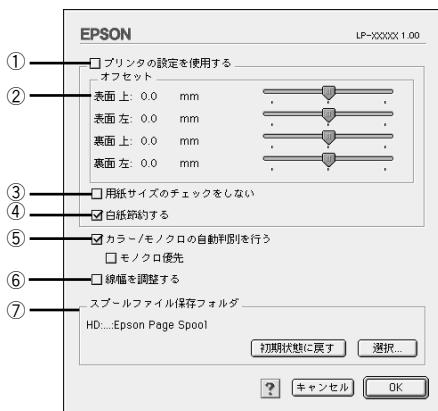 EPSON LP-XXXXX 1.00
① プリンタの設定を使用する
オフセット
② 表面 上: 0.0 mm
表面 左: 0.0 mm
裏面 上: 0.0 mm
裏面 左: 0.0 mm
③ 用紙サイズのチェックをしない
④ 白紙節約する
⑤ カラー/モノクロの自動判別を行う
モノクロ優先
⑥ 線幅を調整する
⑦ スプールファイル保存フォルダ
HD:...:Epson Page Spool
初期状態に戻す 選択...
? キャンセル OK